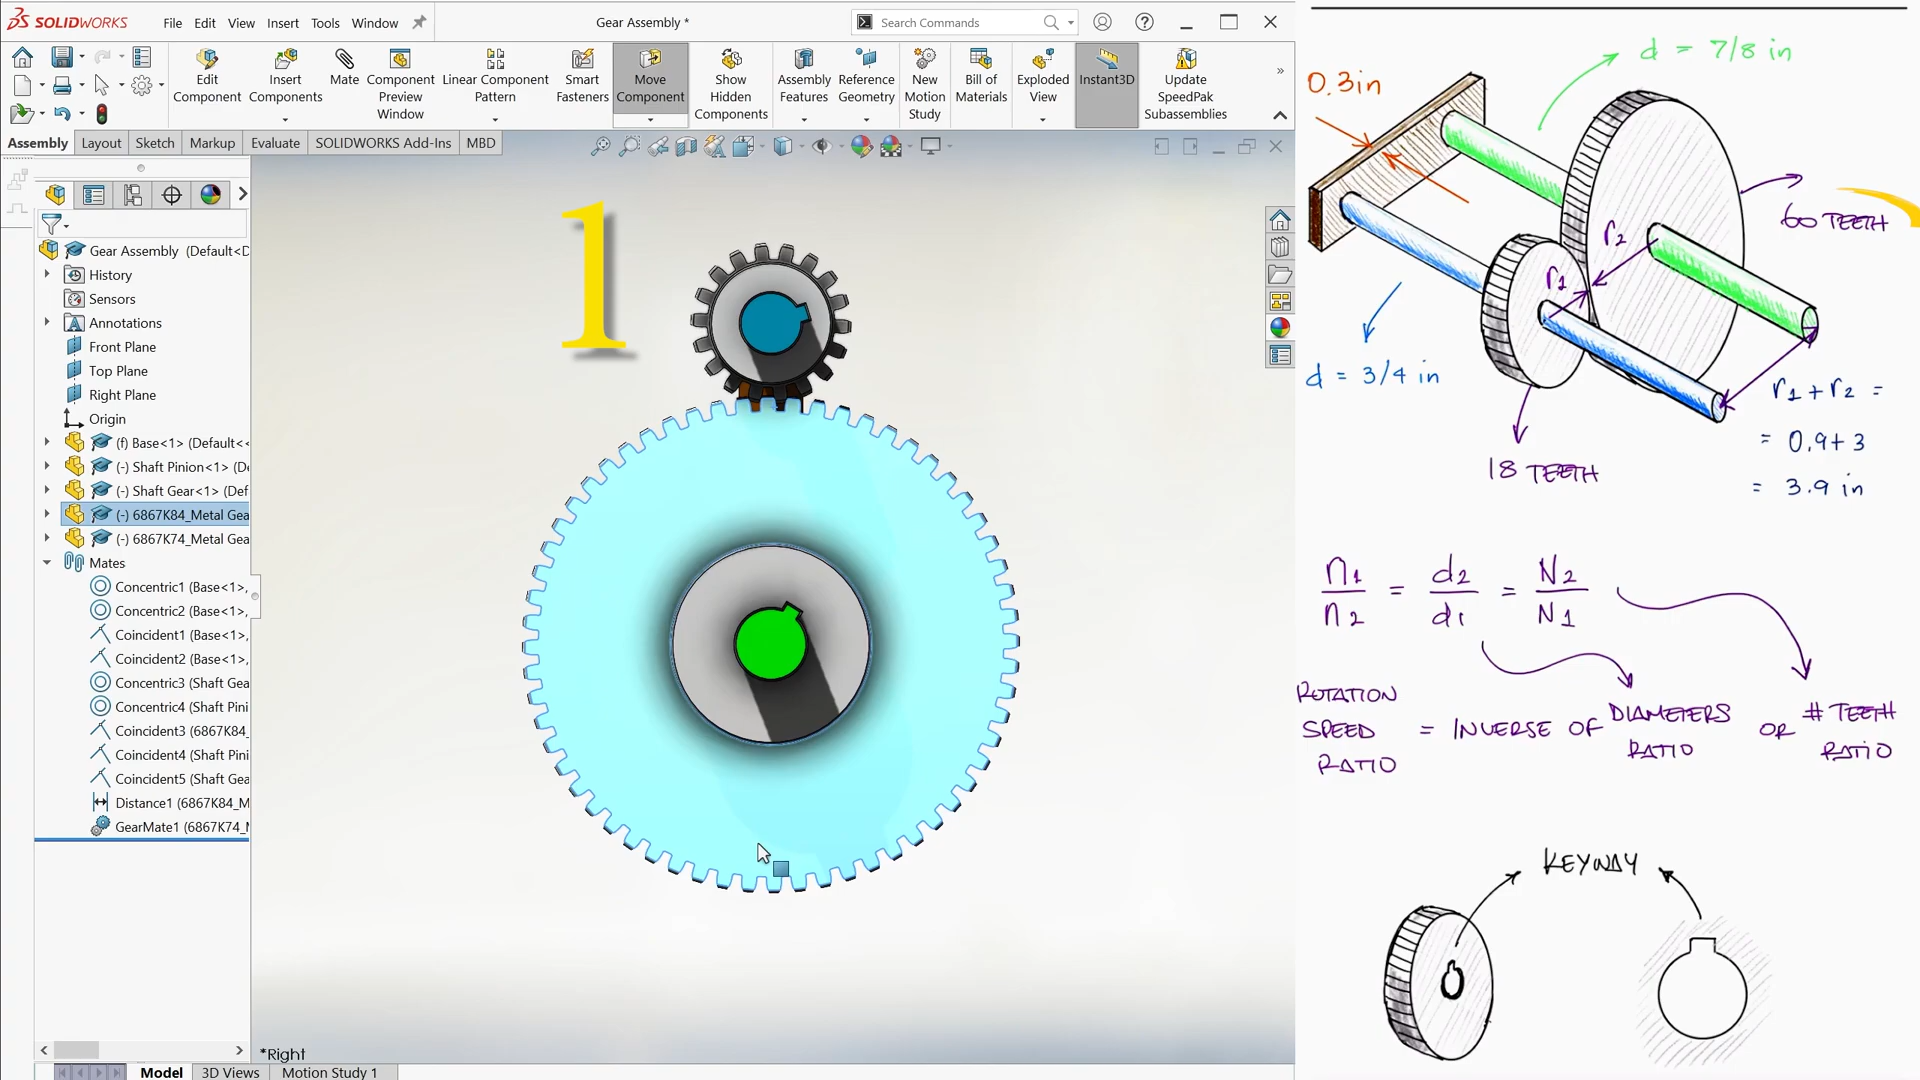 SOLIDWORKS
File Edit View Insert Tools Window
Gear Assembly *
Search Commands
Edit Component
Insert Components
Mate
Component Preview Window
Linear Component Pattern
Smart Fasteners
Move Component
Show Hidden Components
Assembly Features
Reference Geometry
New Motion Study
Bill of Materials
Exploded View
Instant3D
Update SpeedPak Subassemblies
Assembly Layout Sketch Markup Evaluate SOLIDWORKS Add-Ins MBD
Gear Assembly (Default<D
History
Sensors
Annotations
Front Plane
Top Plane
Right Plane
Origin
(f) Base<1> (Default<<
(-) Shaft Pinion<1> (De
(-) Shaft Gear<1> (Def
(-) 6867K84_Metal Gea
(-) 6867K74_Metal Gea
Mates
Concentric1 (Base<1>,
Concentric2 (Base<1>,
Coincident1 (Base<1>,
Coincident2 (Base<1>,
Concentric3 (Shaft Gea
Concentric4 (Shaft Pini
Coincident3 (6867K84_
Coincident4 (Shaft Pini
Coincident5 (Shaft Gea
Distance1 (6867K84_M
GearMate1 (6867K74_M
1
*Right
Model 3D Views Motion Study 1
d = 7/8 in
0.3in
60 TEETH
r2
r1
d = 3/4 in
18 TEETH
r1 + r2 =
= 0.9+3
= 3.9 in
n1/n2 = d2/d1 = N2/N1
ROTATION SPEED RATIO = INVERSE OF DIAMETERS RATIO OR # TEETH RATIO
KEYWAY